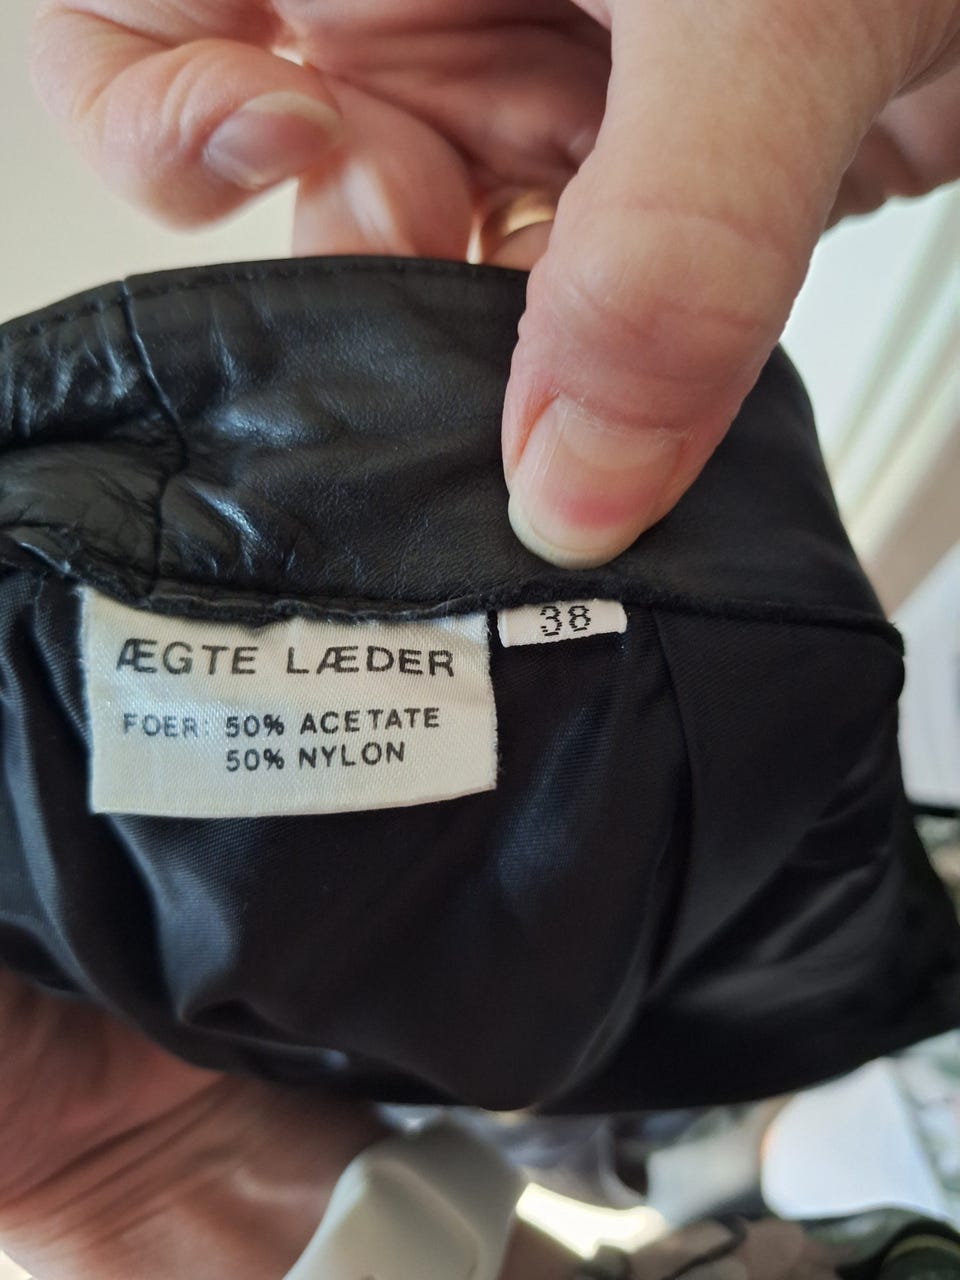 ÆGTE LÆDER
FOER: 50% ACETATE
50% NYLON
38